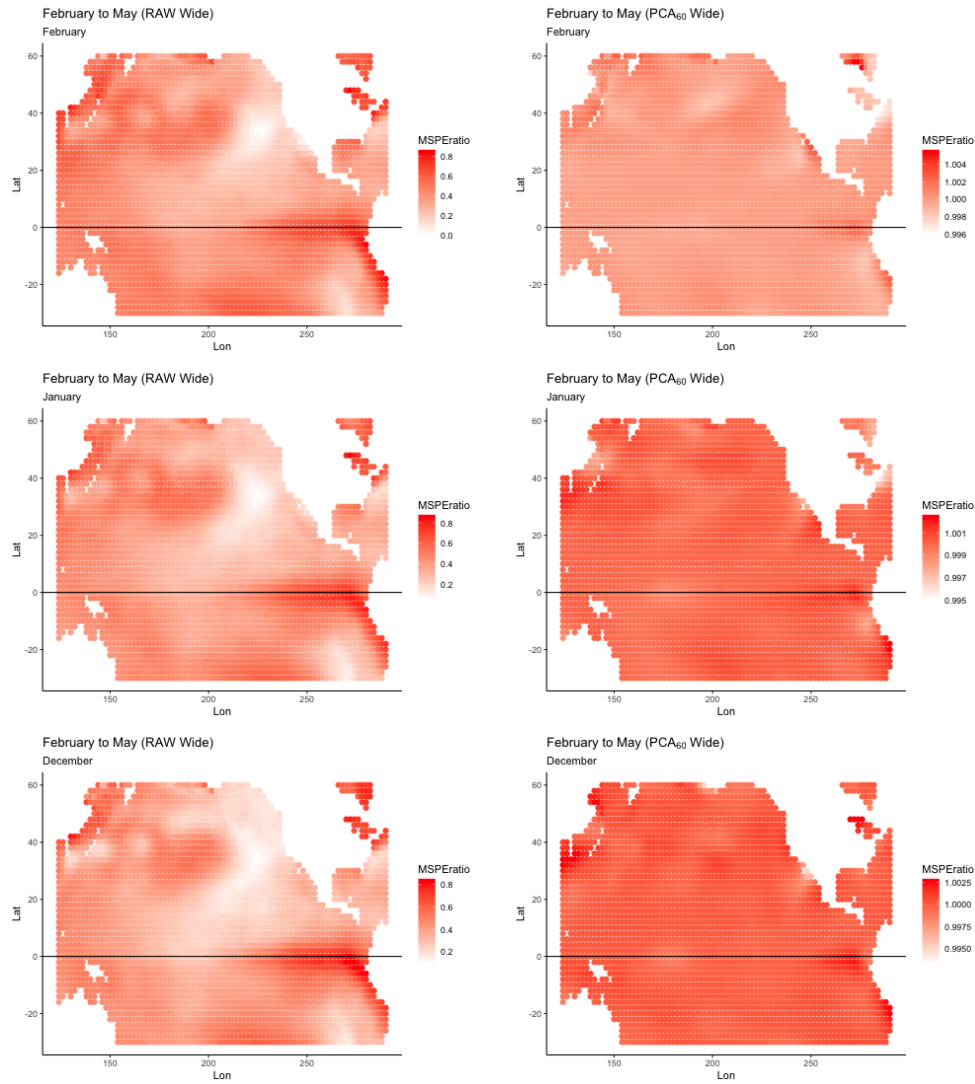 February to May (RAW Wide)
February
60
40
20
0
-20
Lat
150
200
250
Lon
MSPEratio
0.8
0.6
0.4
0.2
0.0
February to May (PCA₆₀ Wide)
February
60
40
20
0
-20
Lat
150
200
250
Lon
MSPEratio
1.004
1.002
1.000
0.998
0.996
February to May (RAW Wide)
January
60
40
20
0
-20
Lat
150
200
250
Lon
MSPEratio
0.8
0.6
0.4
0.2
February to May (PCA₆₀ Wide)
January
60
40
20
0
-20
Lat
150
200
250
Lon
MSPEratio
1.001
0.999
0.997
0.995
February to May (RAW Wide)
December
60
40
20
0
-20
Lat
150
200
250
Lon
MSPEratio
0.8
0.6
0.4
0.2
February to May (PCA₆₀ Wide)
December
60
40
20
0
-20
Lat
150
200
250
Lon
MSPEratio
1.0025
1.0000
0.9975
0.9950